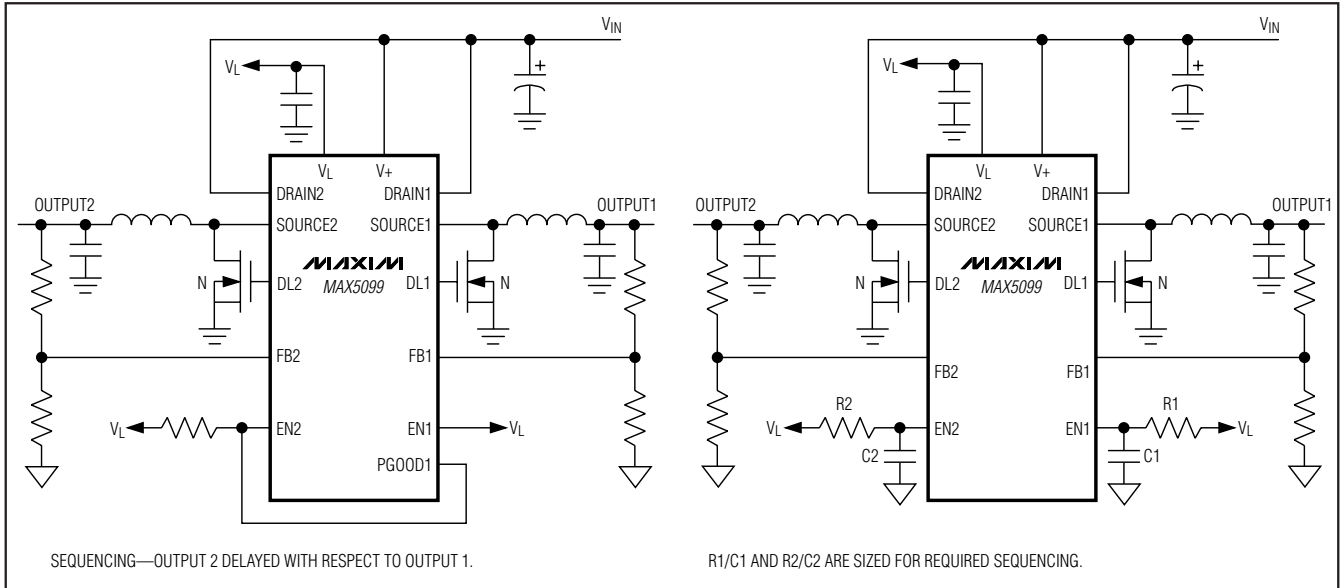 VIN
VL
VL
V+
DRAIN2
DRAIN1
OUTPUT2
SOURCE2
SOURCE1
OUTPUT1
MAXIM
MAX5099
N
DL2
DL1
N
FB2
FB1
VL
EN2
EN1
VL
PGOOD1
SEQUENCING—OUTPUT 2 DELAYED WITH RESPECT TO OUTPUT 1.
VIN
VL
VL
V+
DRAIN2
DRAIN1
OUTPUT2
SOURCE2
SOURCE1
OUTPUT1
MAXIM
MAX5099
N
DL2
DL1
N
FB2
FB1
R2
R1
VL
EN2
EN1
VL
C2
C1
R1/C1 AND R2/C2 ARE SIZED FOR REQUIRED SEQUENCING.